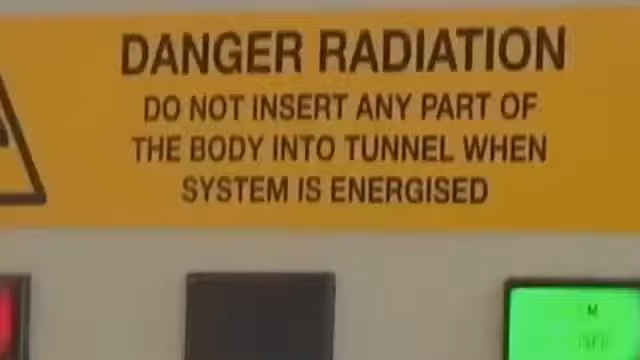 DANGER RADIATION
DO NOT INSERT ANY PART OF
THE BODY INTO TUNNEL WHEN
SYSTEM IS ENERGISED